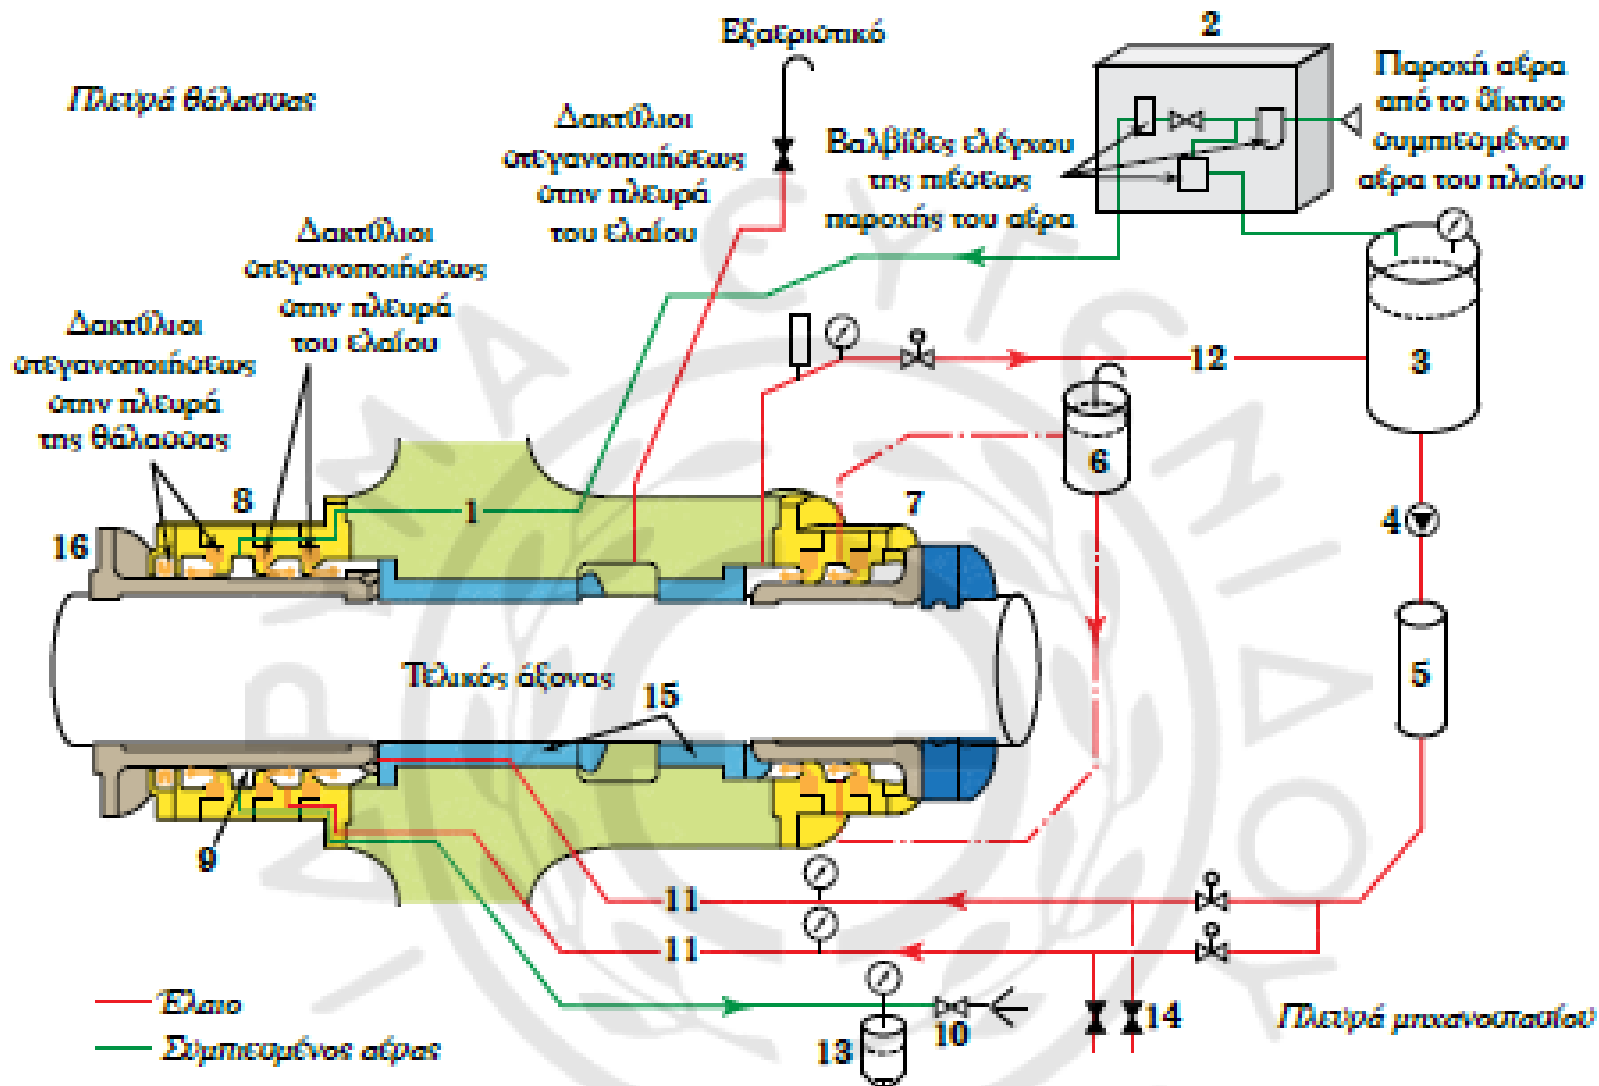 Πλευρά θάλασσας
Εξαεριστικό
2
Παροχή αέρα
από το δίκτυο
συμπιεσμένου
αέρα του πλοίου
Δακτύλιοι
στεγανοποιήσεως
στην πλευρά
του ελαίου
Βαλβίδες ελέγχου
της πιέσεως
παροχής του αέρα
Δακτύλιοι
στεγανοποιήσεως
στην πλευρά
του ελαίου
Δακτύλιοι
στεγανοποιήσεως
στην πλευρά
της θάλασσας
12
3
6
8
1
7
4
16
5
Τελικός άξονας
15
9
11
11
Έλαιο
Συμπιεσμένος αέρας
13
10
14
Πλευρά μηχανοστασίου
ΙΔΡΥΜΑ ΕΥΓΕΝΙΔΟΥ